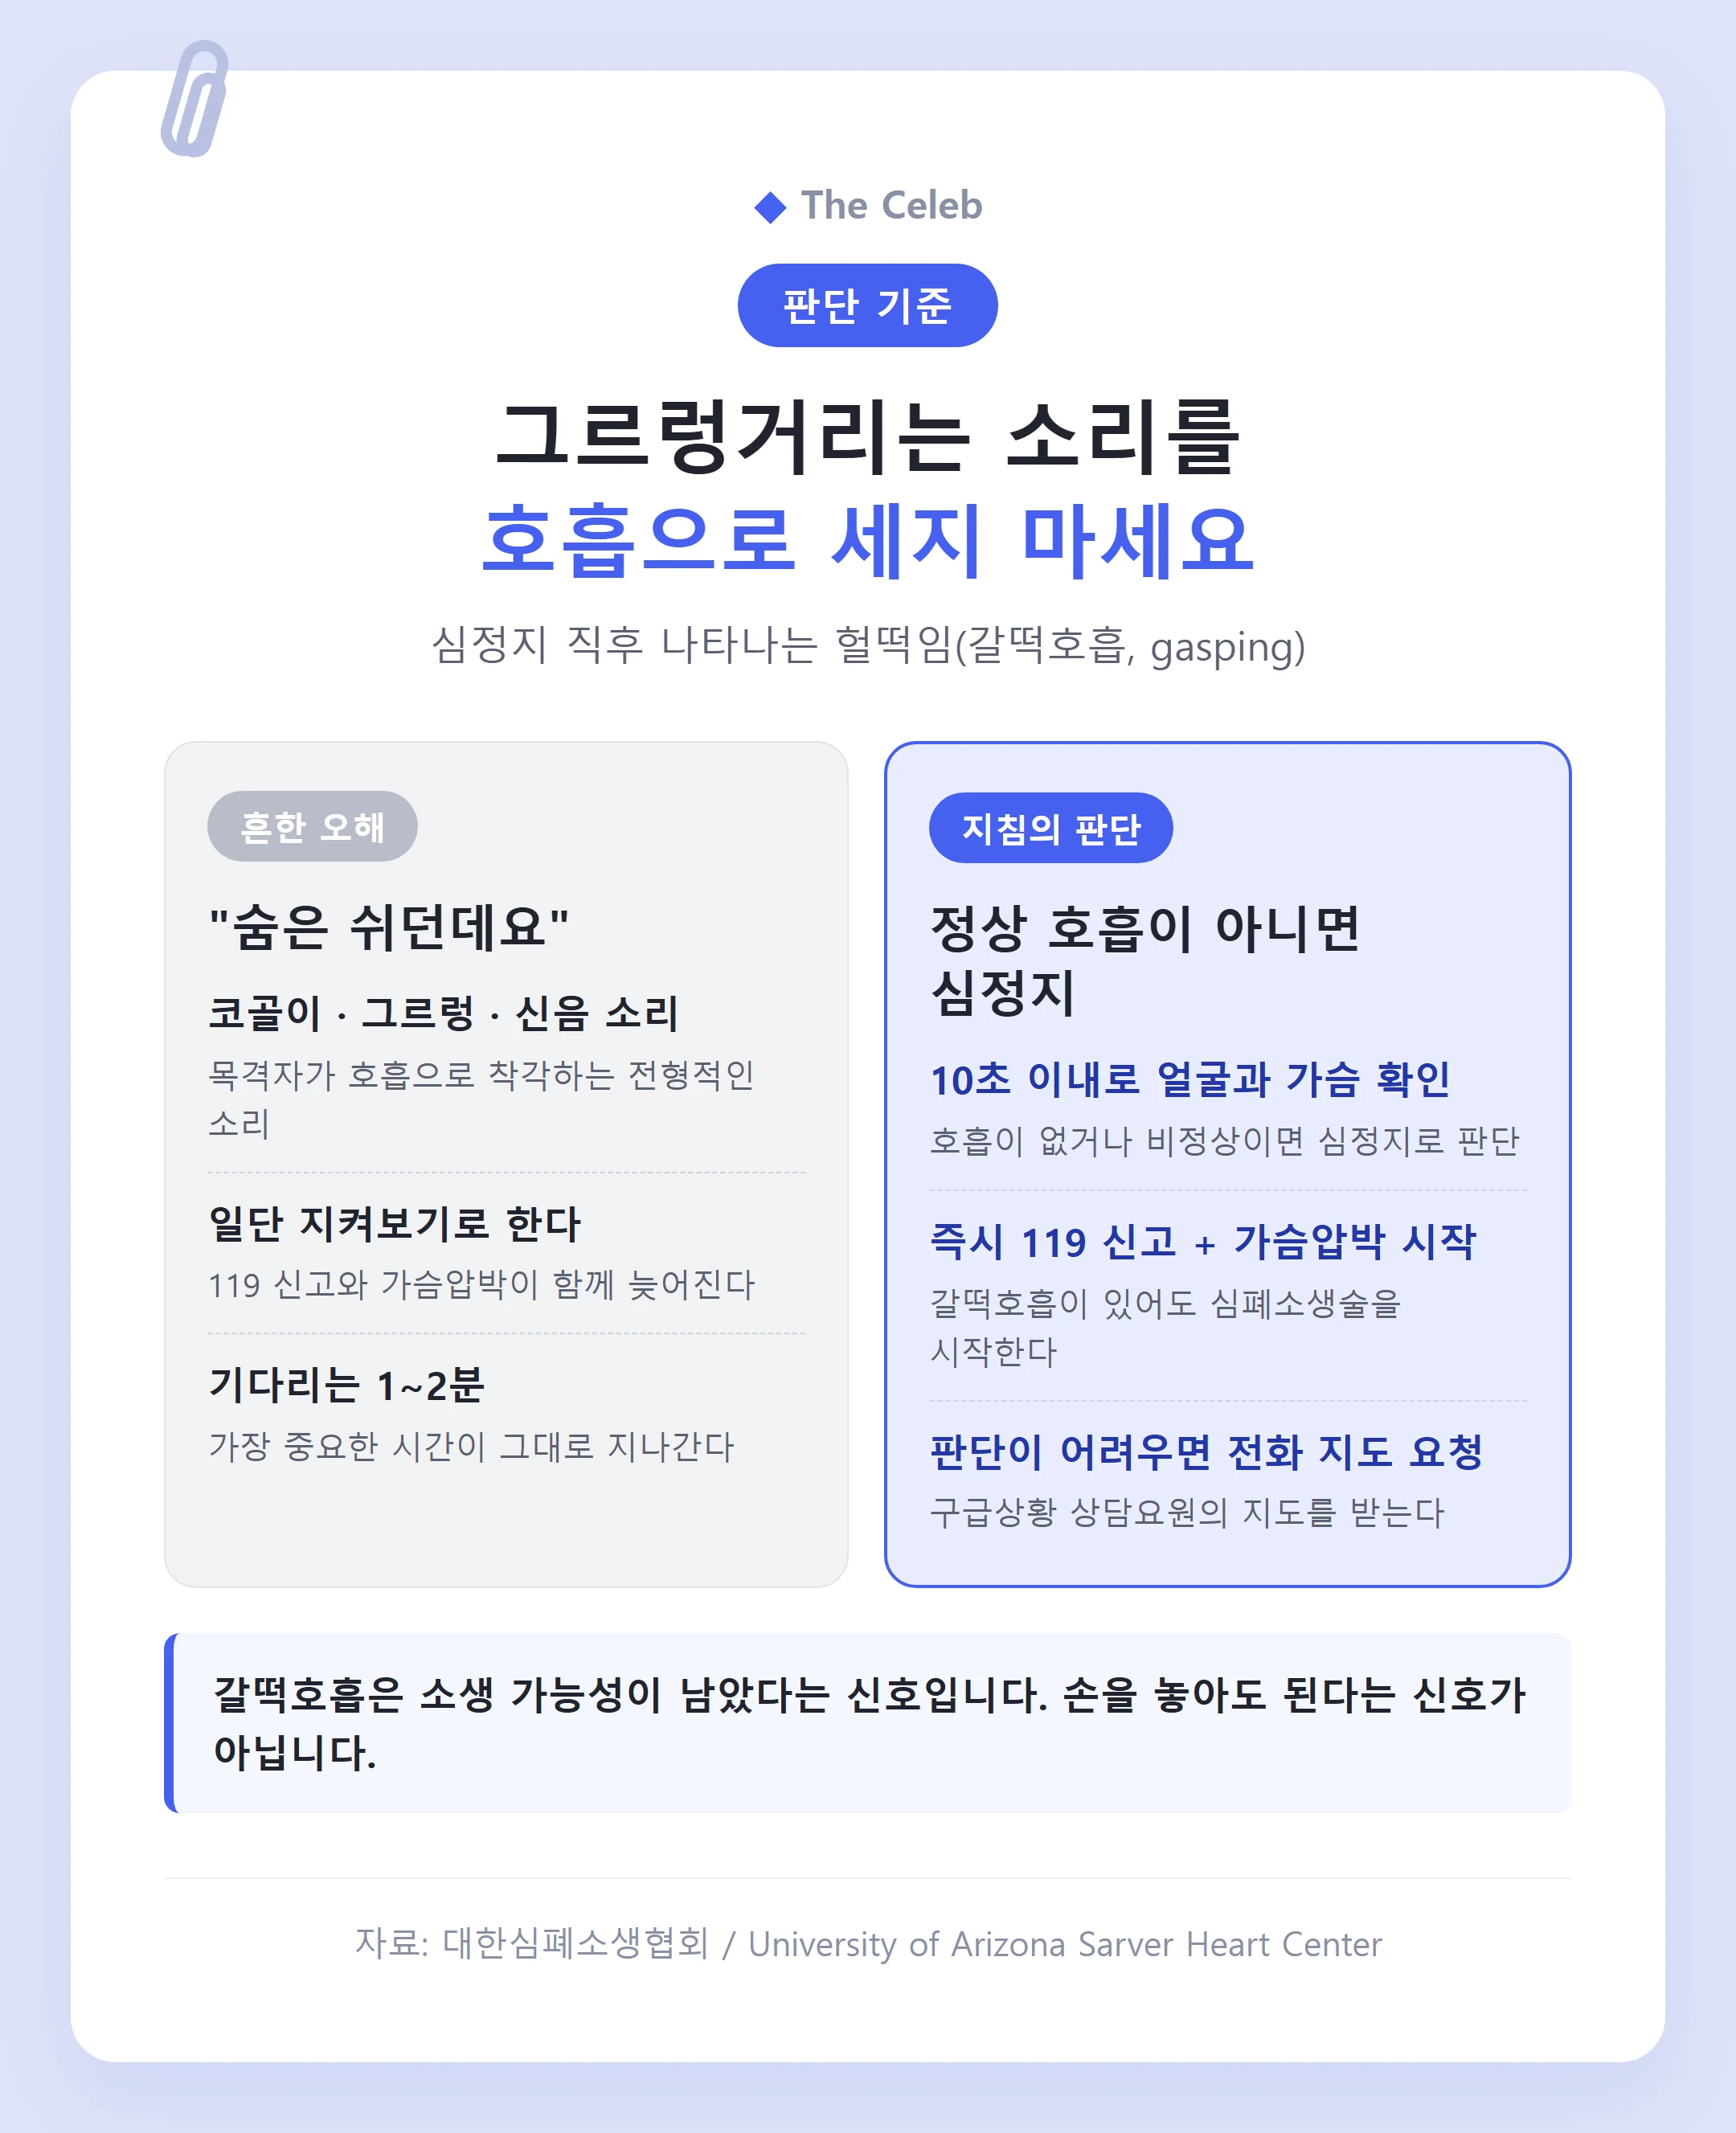 The Celeb
판단 기준
그르렁거리는 소리를
호흡으로 세지 마세요
심정지 직후 나타나는 헐떡임(갈떡호흡, gasping)
흔한 오해
"숨은 쉬던데요"
코골이 · 그르렁 · 신음 소리
목격자가 호흡으로 착각하는 전형적인
소리
일단 지켜보기로 한다
119 신고와 가슴압박이 함께 늦어진다
기다리는 1~2분
가장 중요한 시간이 그대로 지나간다
지침의 판단
정상 호흡이 아니면
심정지
10초 이내로 얼굴과 가슴 확인
호흡이 없거나 비정상이면 심정지로 판단
즉시 119 신고 + 가슴압박 시작
갈떡호흡이 있어도 심폐소생술을
시작한다
판단이 어려우면 전화 지도 요청
구급상황 상담요원의 지도를 받는다
갈떡호흡은 소생 가능성이 남았다는 신호입니다. 손을 놓아도 된다는 신호가
아닙니다.
자료: 대한심폐소생협회 / University of Arizona Sarver Heart Center